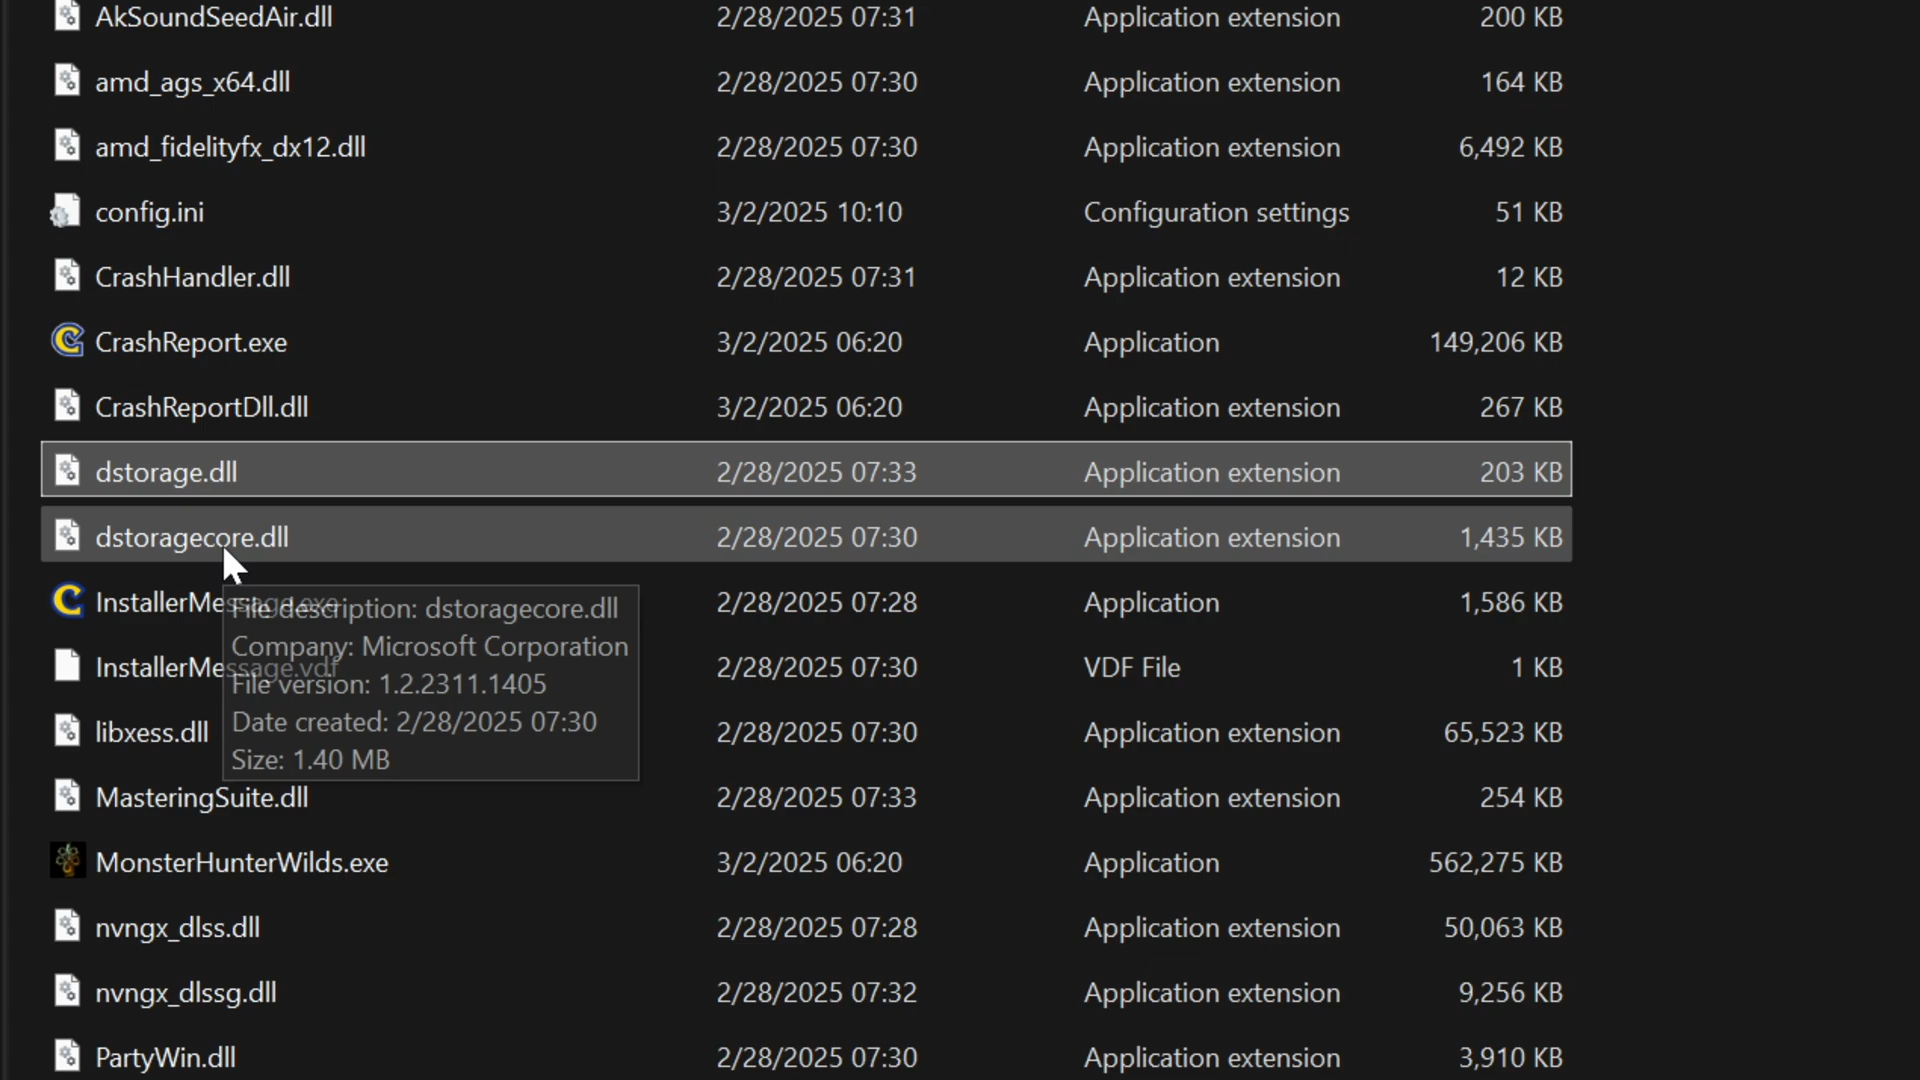 AkSoundSeedAir.dll 2/28/2025 07:31 Application extension 200 KB
amd_ags_x64.dll 2/28/2025 07:30 Application extension 164 KB
amd_fidelityfx_dx12.dll 2/28/2025 07:30 Application extension 6,492 KB
config.ini 3/2/2025 10:10 Configuration settings 51 KB
CrashHandler.dll 2/28/2025 07:31 Application extension 12 KB
CrashReport.exe 3/2/2025 06:20 Application 149,206 KB
CrashReportDll.dll 3/2/2025 06:20 Application extension 267 KB
dstorage.dll 2/28/2025 07:33 Application extension 203 KB
dstoragecore.dll 2/28/2025 07:30 Application extension 1,435 KB
InstallerMessage.exe 2/28/2025 07:28 Application 1,586 KB
File description: dstoragecore.dll
Company: Microsoft Corporation
InstallerMessage.vdf 2/28/2025 07:30 VDF File 1 KB
File version: 1.2.2311.1405
Date created: 2/28/2025 07:30
libxess.dll 2/28/2025 07:30 Application extension 65,523 KB
Size: 1.40 MB
MasteringSuite.dll 2/28/2025 07:33 Application extension 254 KB
MonsterHunterWilds.exe 3/2/2025 06:20 Application 562,275 KB
nvngx_dlss.dll 2/28/2025 07:28 Application extension 50,063 KB
nvngx_dlssg.dll 2/28/2025 07:32 Application extension 9,256 KB
PartyWin.dll 2/28/2025 07:30 Application extension 3,910 KB